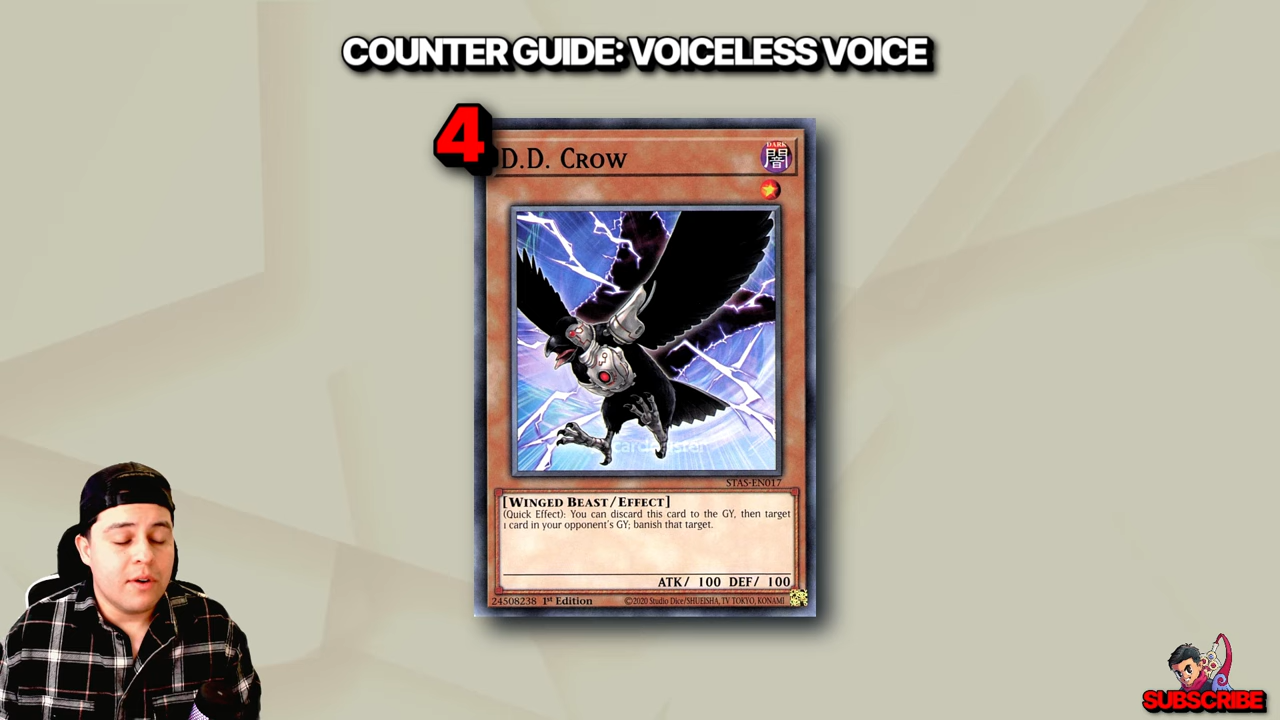 COUNTER GUIDE: VOICELESS VOICE
4
D.D. CROW
DARK
闇
STAS-EN017
[WINGED BEAST/EFFECT]
(Quick Effect): You can discard this card to the GY, then target
1 card in your opponent's GY; banish that target.
ATK/ 100 DEF/ 100
24508238 1st Edition ©2020 Studio Dice/SHUEISHA, TV TOKYO, KONAMI
SUBSCRIBE